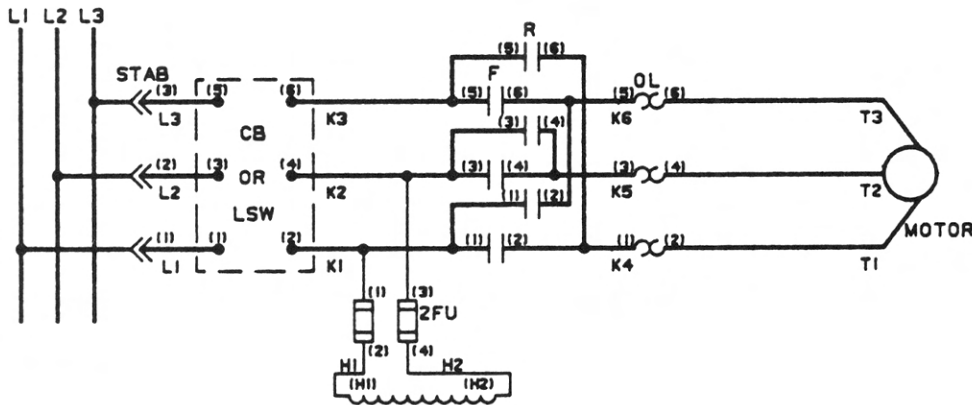 L1 L2 L3
R
(5) (6)
STAB
F
OL
(3) (5) (6) (5) (6) (5) (6)
L3 K3 K6 T3
CB
(3) (4)
(2) (3) (4) (3) (4) (3) (4)
OR
L2 K2 K5 T2
LSW
(1) (2)
MOTOR
(1) (1) (2) (1) (2) (1) (2)
L1 K1 K4 T1
(1) (3)
2FU
(2) (4)
H1 H2
(H1) (H2)